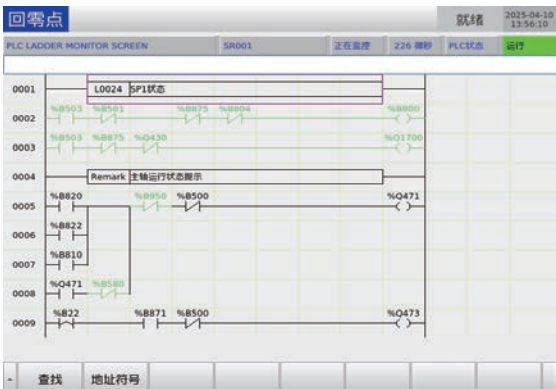 回零点 就绪 2025-04-10
13:56:10
PLC LADDER MONITOR SCREEN SR001 正在监控 226 微秒 PLC状态 运行
0001 L0024 SP1状态
%B503 %B501 %B875 %B804 %B800
0002
%B503 %B875 %Q430 %Q1700
0003
0004 Remark 主轴运行状态提示
%B820 %B950 %B500 %Q471
0005
%B822
0006
%B810
0007
%Q471 %B580
0008
%B22 %B871 %B500 %Q473
0009
- 查找 地址符号